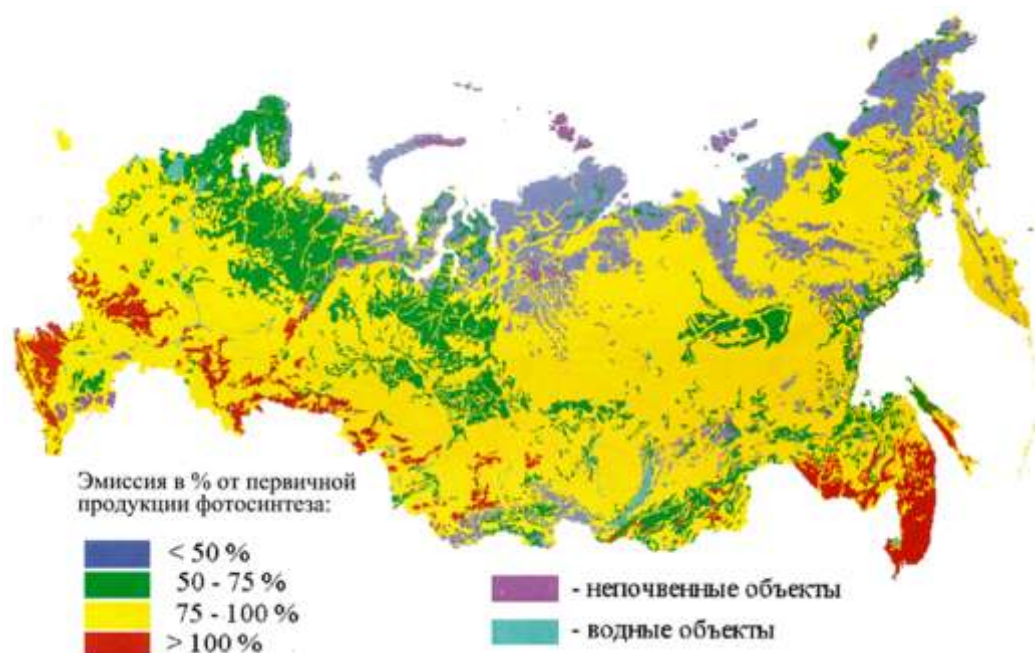 Эмиссия в % от первичной
продукции фотосинтеза:
< 50 %
50 - 75 %
75 - 100 %
> 100 %
- непочвенные объекты
- водные объекты